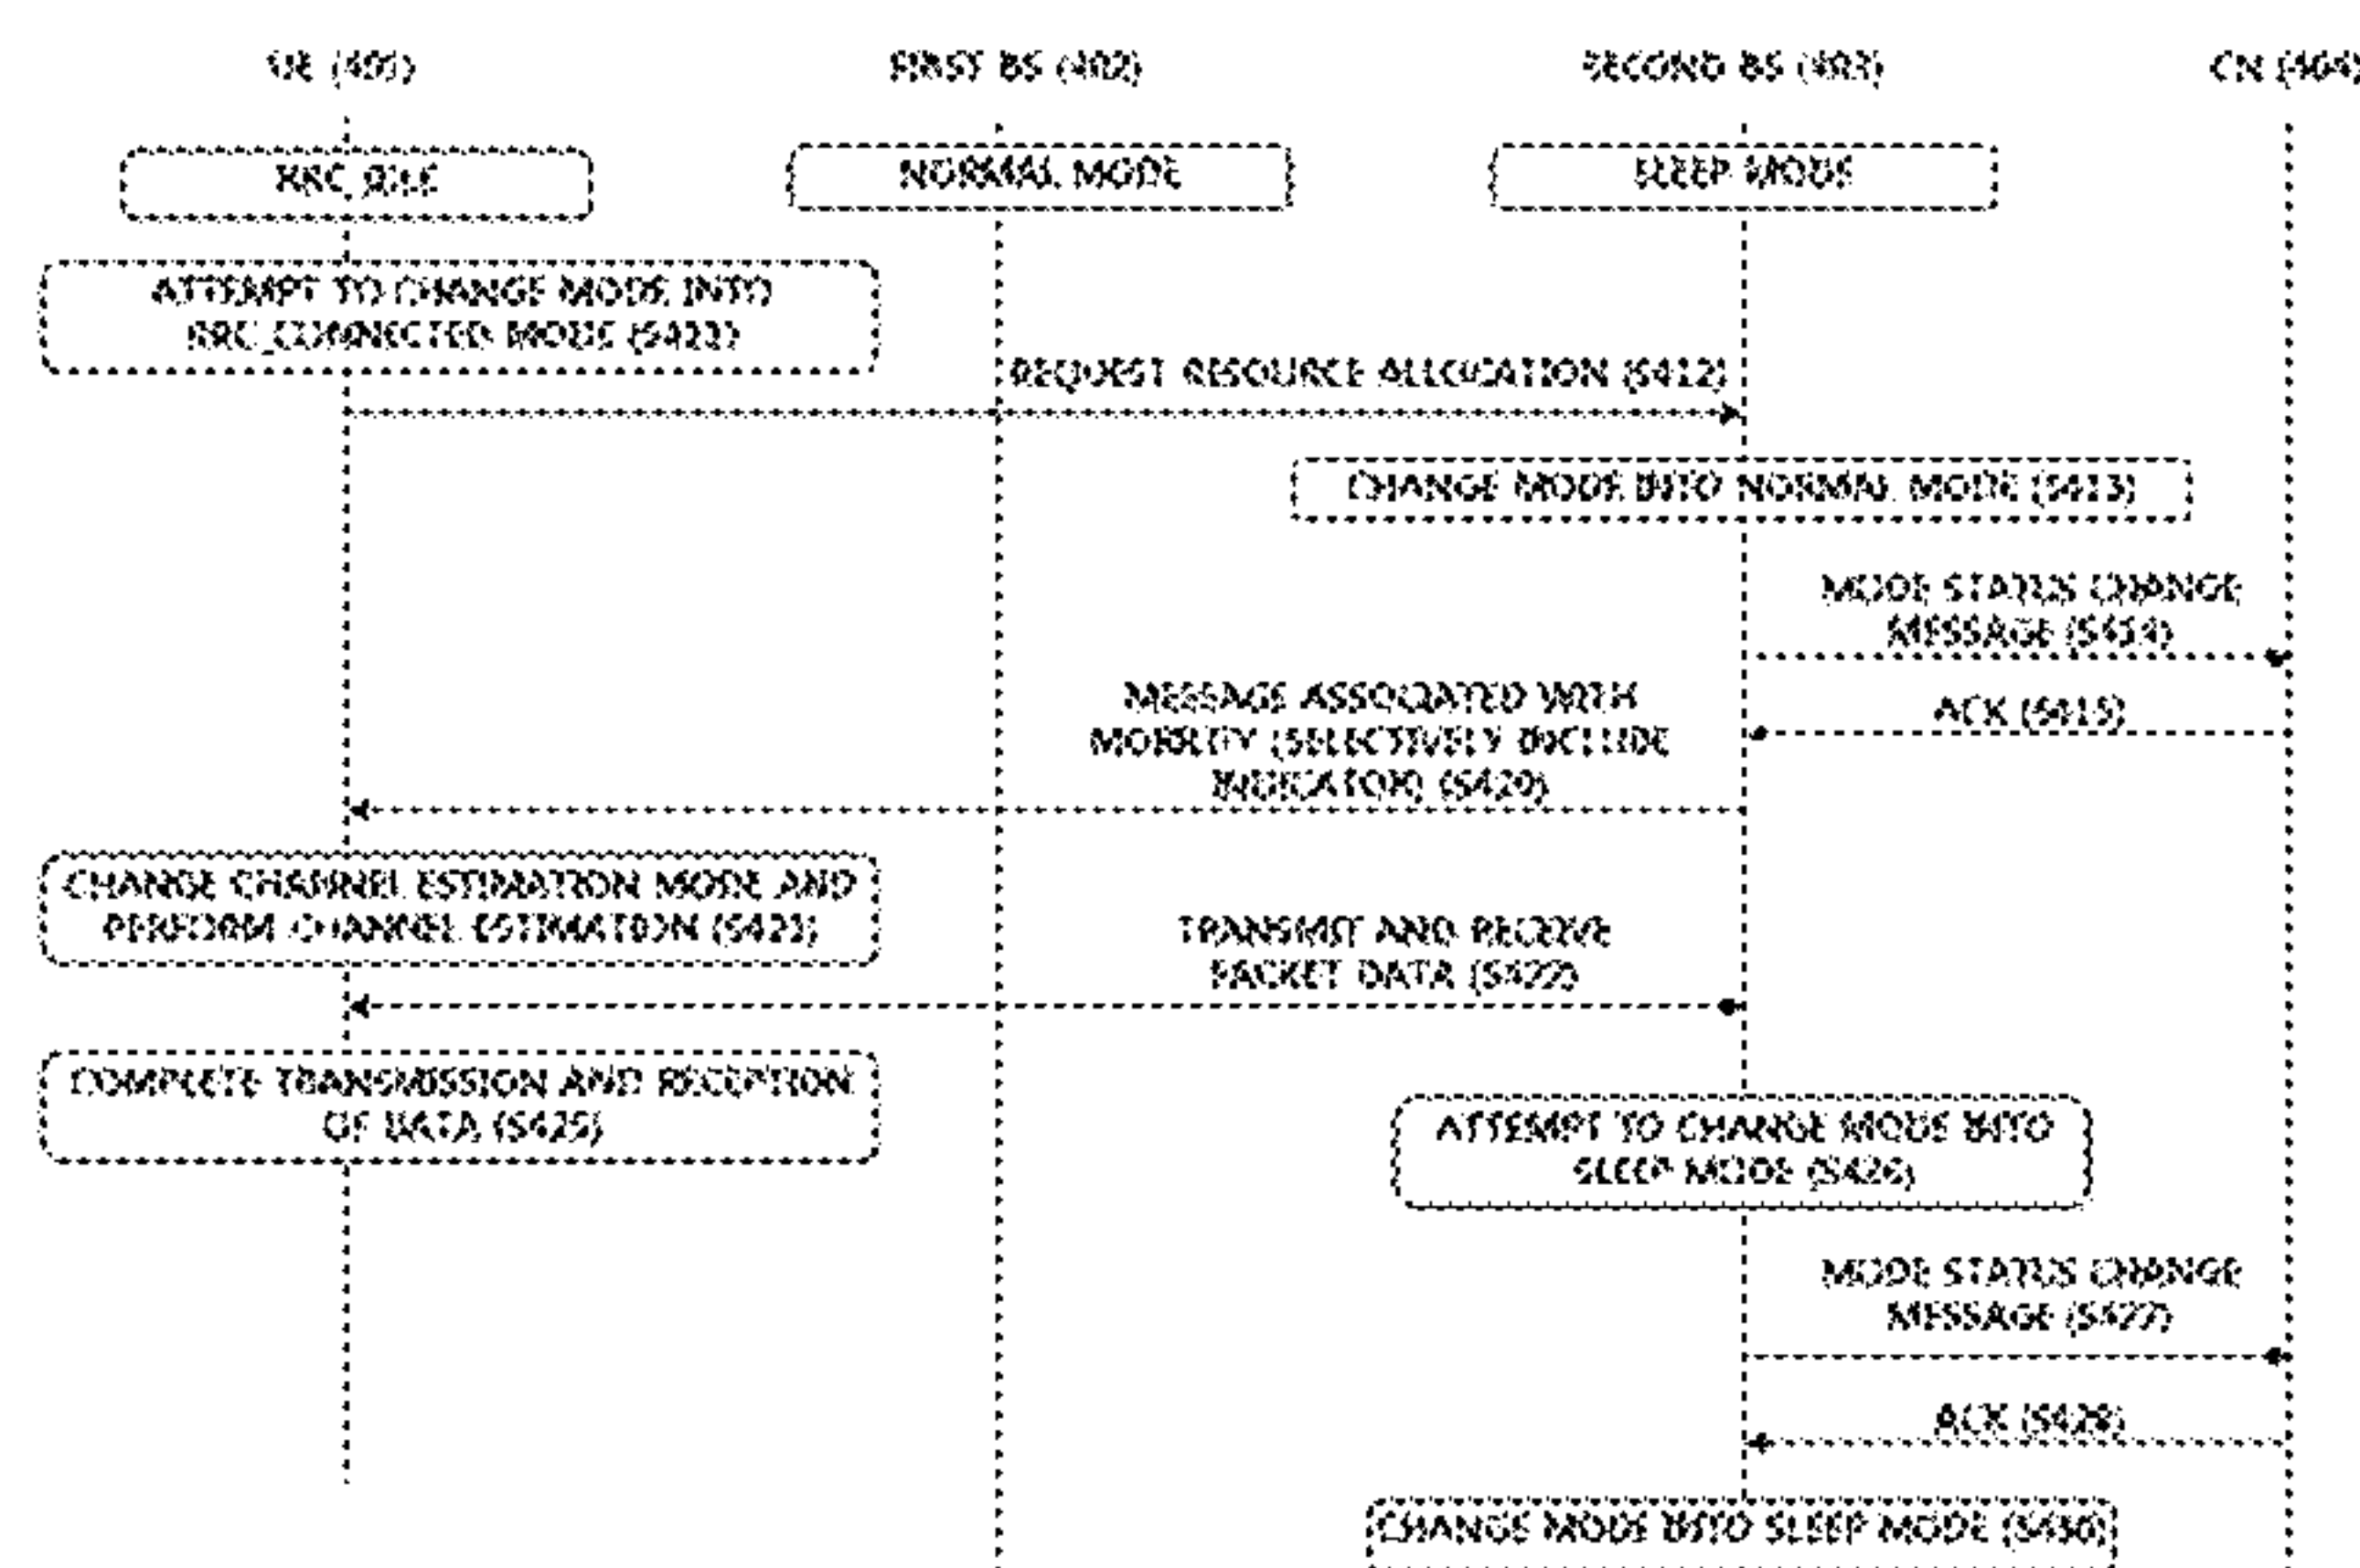 UE (401)
FIRST BS (402)
SECOND BS (403)
CN (404)
RRC_IDLE
NORMAL MODE
SLEEP MODE
ATTEMPT TO CHANGE MODE INTO
RRC_CONNECTED MODE (S411)
REQUEST RESOURCE ALLOCATION (S412)
CHANGE MODE INTO NORMAL MODE (S413)
MODE STATUS CHANGE
MESSAGE (S414)
ACK (S415)
MESSAGE ASSOCIATED WITH
MOBILITY (SELECTIVELY INCLUDE
INDICATOR) (S420)
CHANGE CHANNEL ESTIMATION MODE AND
PERFORM CHANNEL ESTIMATION (S421)
TRANSMIT AND RECEIVE
PACKET DATA (S422)
COMPLETE TRANSMISSION AND RECEPTION
OF DATA (S425)
ATTEMPT TO CHANGE MODE INTO
SLEEP MODE (S426)
MODE STATUS CHANGE
MESSAGE (S427)
ACK (S428)
CHANGE MODE INTO SLEEP MODE (S430)